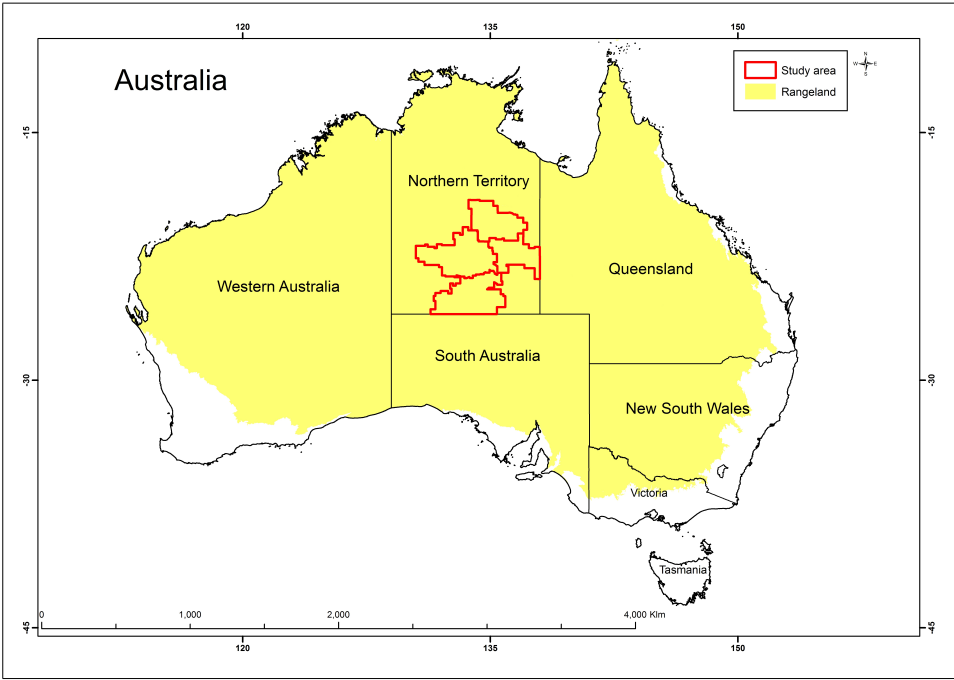 120 135 150
Australia
Study area
Rangeland
N
W E
S
-15 -15
Northern Territory
Queensland
Western Australia
South Australia
-30 -30
New South Wales
Victoria
Tasmania
0 1,000 2,000 4,000 Klm
-45 -45
120 135 150